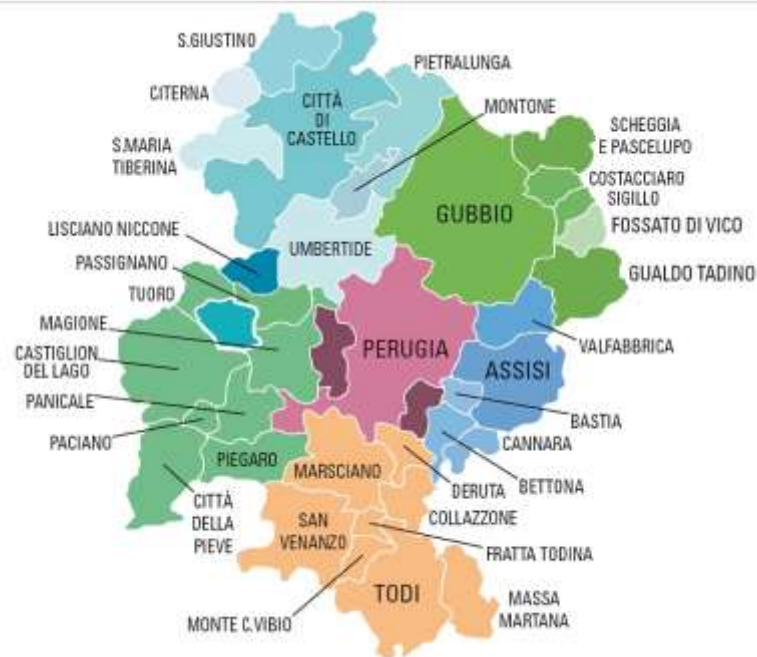 S.GIUSTINO
PIETRALUNGA
CITERNA
CITTÀ
DI
CASTELLO
MONTONE
SCHEGGIA
E PASCELUPO
S.MARIA
TIBERINA
COSTACCIARO
SIGILLO
GUBBIO
FOSSATO DI VICO
LISCIANO NICCONE
UMBERTIDE
PASSIGNANO
GUALDO TADINO
TUORO
MAGIONE
PERUGIA
VALFABBRICA
CASTIGLION
DEL LAGO
ASSISI
PANICALE
BASTIA
PACIANO
CANNARA
PIEGARO
MARSCIANO
DERUTA
BETTONA
CITTÀ
DELLA
PIEVE
SAN
VENANZO
COLLAZZONE
FRATTA TODINA
TODI
MASSA
MARTANA
MONTE C.VIBIO